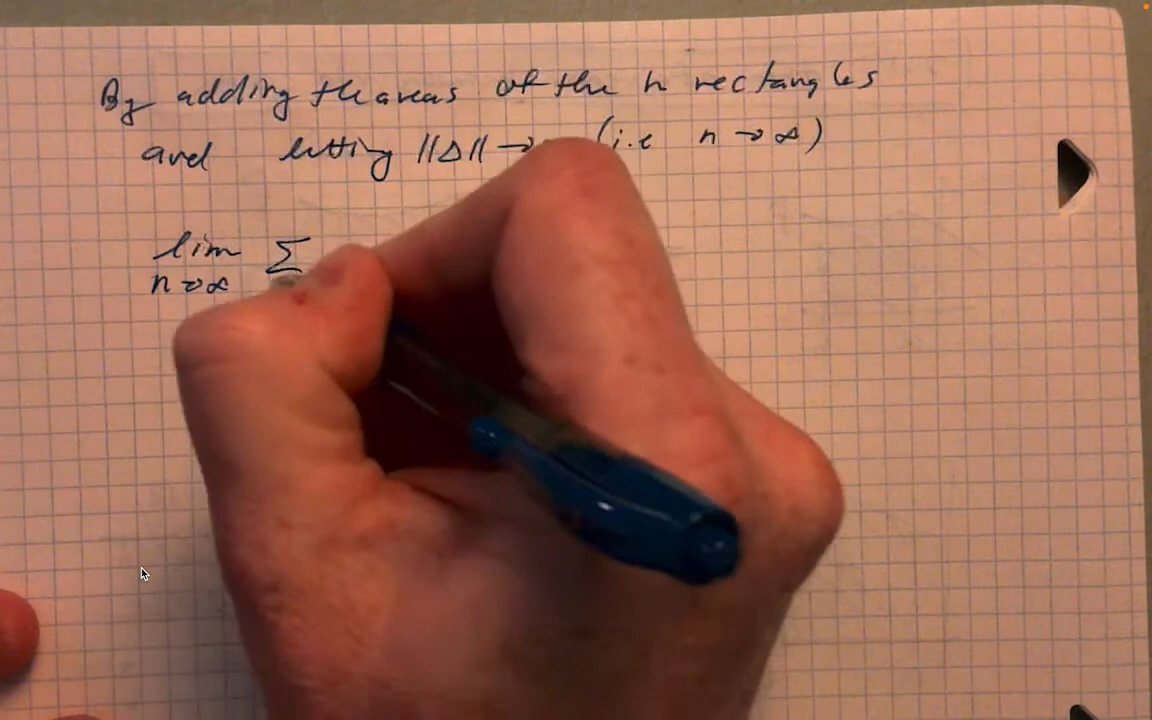 By adding the areas of the n rectangles
and letting ||Δ|| → (i.e n → ∞)
lim Σ
n → ∞